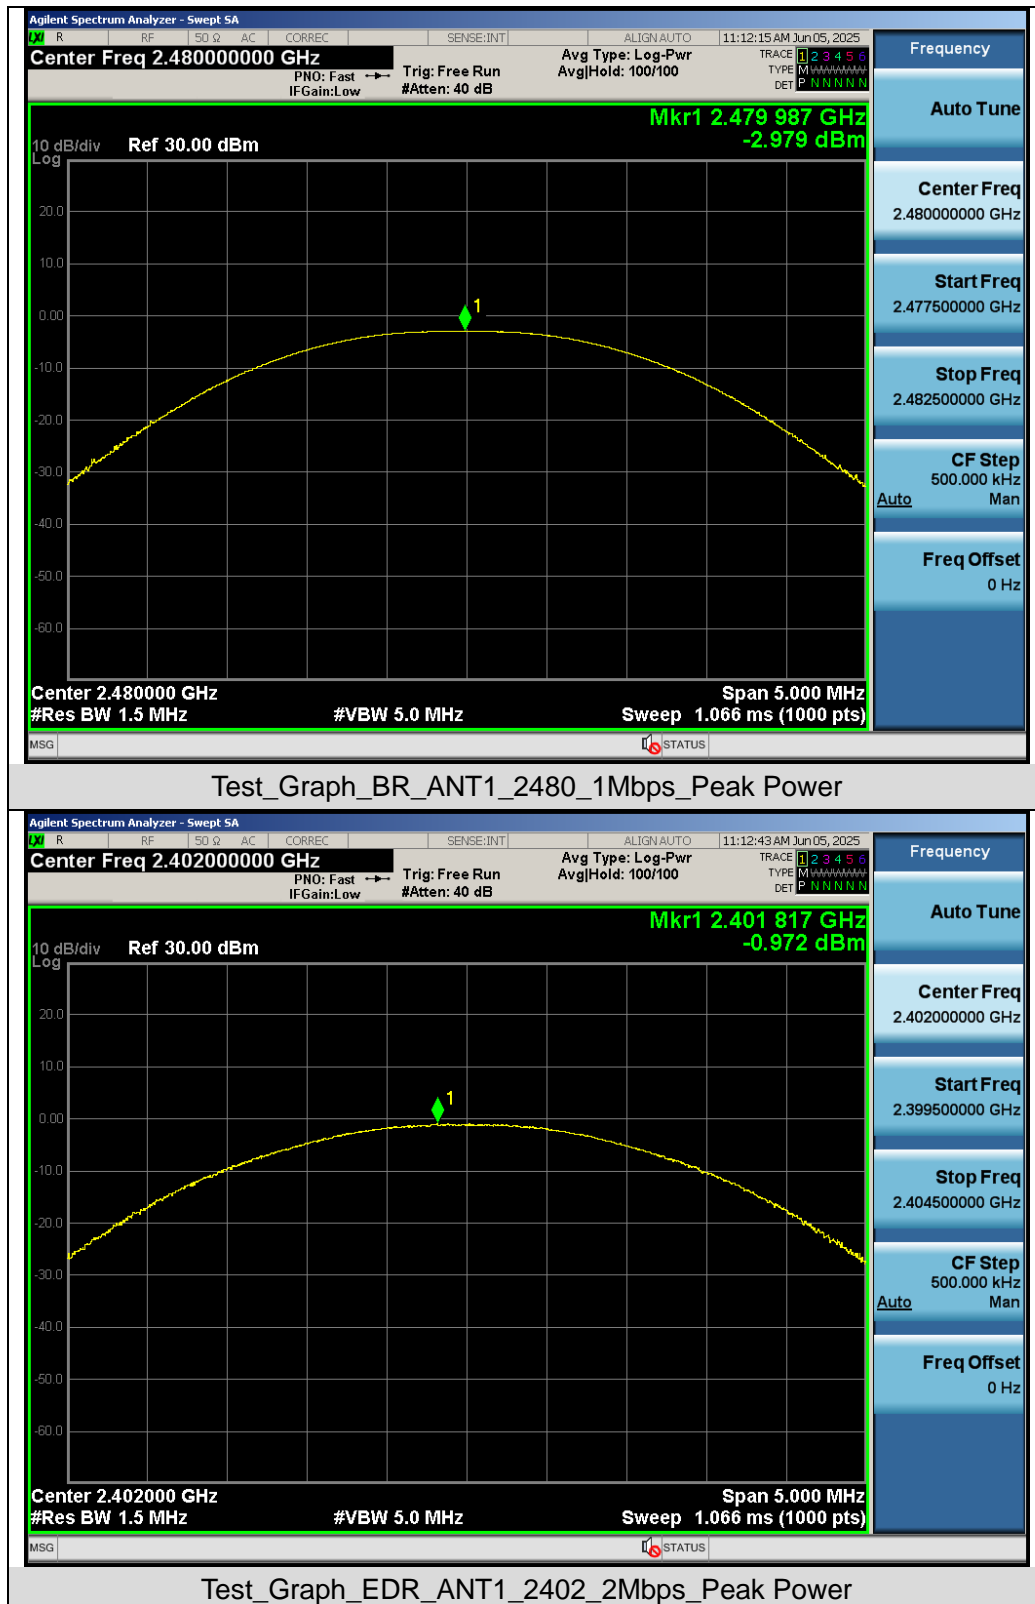 Agilent Spectrum Analyzer - Swept SA
LXI R RF 50 Ω AC CORREC SENSE:INT ALIGN AUTO 11:12:15 AM Jun 05, 2025
Center Freq 2.480000000 GHz Avg Type: Log-Pwr TRACE 1 2 3 4 5 6
PNO: Fast Trig: Free Run Avg|Hold: 100/100 TYPE M WWWWW
IFGain:Low #Atten: 40 dB DET P N N N N N
Mkr1 2.479 987 GHz
-2.979 dBm
10 dB/div Ref 30.00 dBm
Log
20.0
10.0
1
0.00
-10.0
-20.0
-30.0
-40.0
-50.0
-60.0
Center 2.480000 GHz Span 5.000 MHz
#Res BW 1.5 MHz #VBW 5.0 MHz Sweep 1.066 ms (1000 pts)
MSG STATUS
Frequency
Auto Tune
Center Freq
2.480000000 GHz
Start Freq
2.477500000 GHz
Stop Freq
2.482500000 GHz
CF Step
500.000 kHz
Auto Man
Freq Offset
0 Hz
Test_Graph_BR_ANT1_2480_1Mbps_Peak Power
Agilent Spectrum Analyzer - Swept SA
LXI R RF 50 Ω AC CORREC SENSE:INT ALIGN AUTO 11:12:43 AM Jun 05, 2025
Center Freq 2.402000000 GHz Avg Type: Log-Pwr TRACE 1 2 3 4 5 6
PNO: Fast Trig: Free Run Avg|Hold: 100/100 TYPE M WWWWW
IFGain:Low #Atten: 40 dB DET P N N N N N
Mkr1 2.401 817 GHz
-0.972 dBm
10 dB/div Ref 30.00 dBm
Log
20.0
10.0
1
0.00
-10.0
-20.0
-30.0
-40.0
-50.0
-60.0
Center 2.402000 GHz Span 5.000 MHz
#Res BW 1.5 MHz #VBW 5.0 MHz Sweep 1.066 ms (1000 pts)
MSG STATUS
Frequency
Auto Tune
Center Freq
2.402000000 GHz
Start Freq
2.399500000 GHz
Stop Freq
2.404500000 GHz
CF Step
500.000 kHz
Auto Man
Freq Offset
0 Hz
Test_Graph_EDR_ANT1_2402_2Mbps_Peak Power